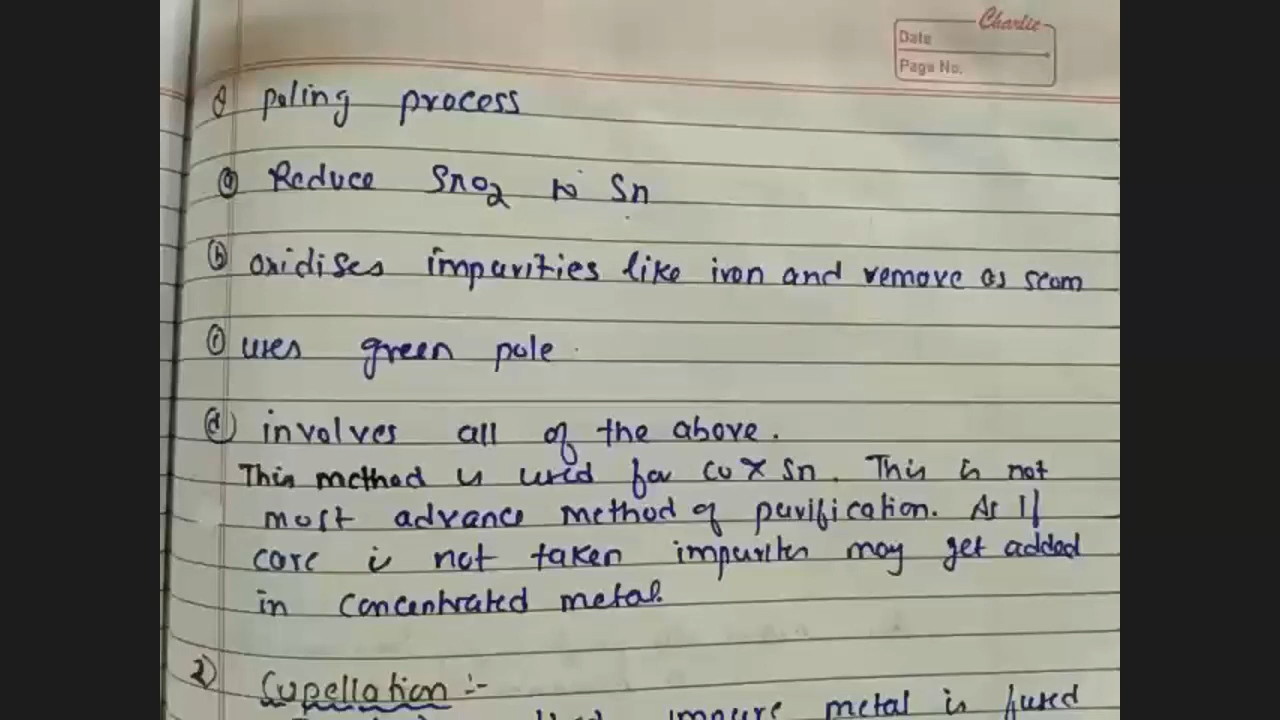 Charlie
Date
Page No.
poling process
ⓐ Reduce SnO2 to Sn
ⓑ oxidises impurities like iron and remove as scam
ⓒ uses green pole
ⓓ involves all of the above.
This method is used for Cu & Sn. This is not
most advance method of purification. As If
care is not taken impurites may get added
in concentrated metal.
2) Cupellation :-
impure metal is fused